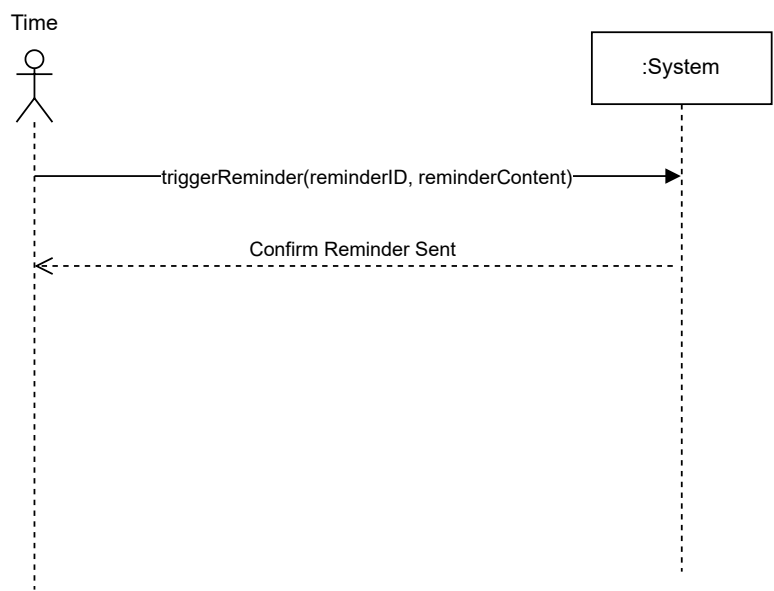 Time
:System
triggerReminder(reminderID, reminderContent)
Confirm Reminder Sent